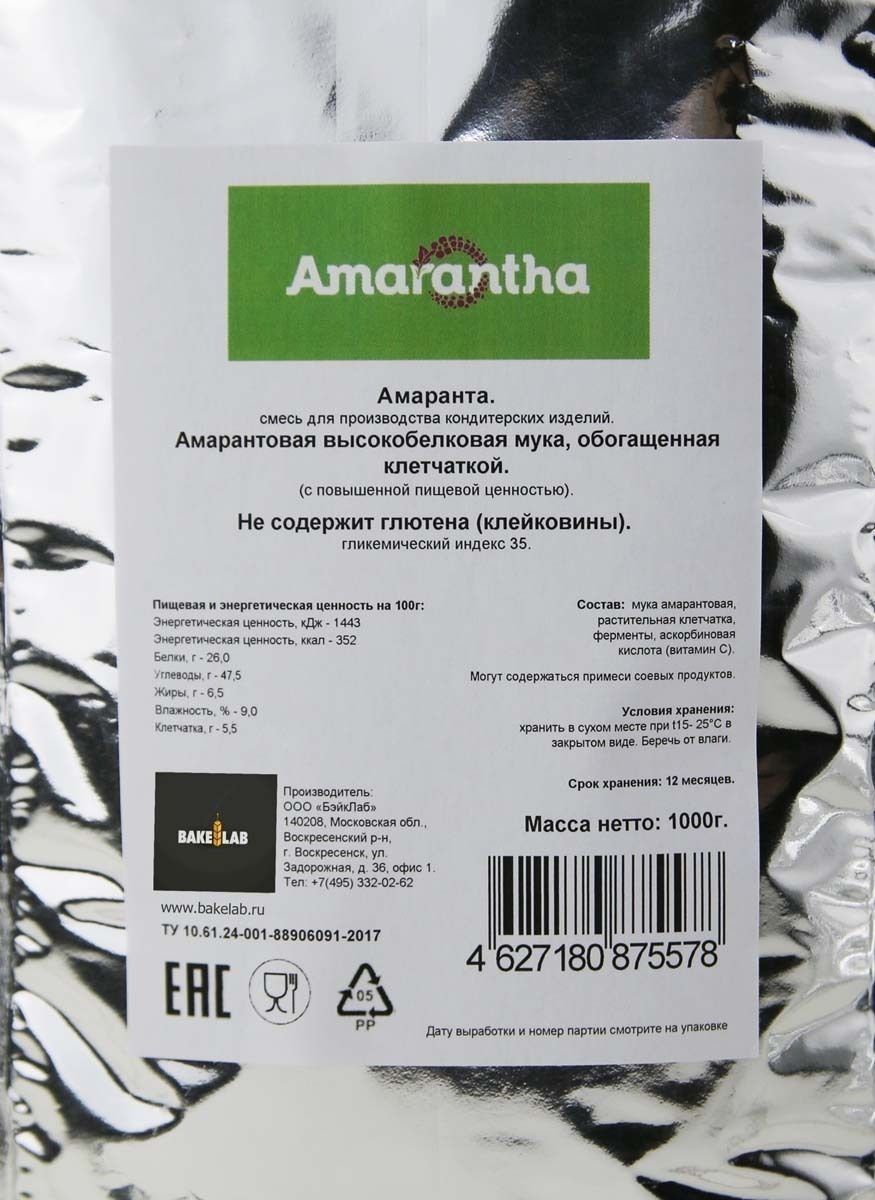 Amarantha
Амаранта.
смесь для производства кондитерских изделий.
Амарантовая высокобелковая мука, обогащенная
клетчаткой.
(с повышенной пищевой ценностью).
Не содержит глютена (клейковины).
гликемический индекс 35.
Пищевая и энергетическая ценность на 100г:
Энергетическая ценность, кДж - 1443
Энергетическая ценность, ккал - 352
Белки, г - 26,0
Углеводы, г - 47,5
Жиры, г - 6,5
Влажность, % - 9,0
Клетчатка, г - 5,5
Состав: мука амарантовая,
растительная клетчатка,
ферменты, аскорбиновая
кислота (витамин С).
Могут содержаться примеси соевых продуктов.
Условия хранения:
хранить в сухом месте при t15- 25°С в
закрытом виде. Беречь от влаги.
Срок хранения: 12 месяцев.
Масса нетто: 1000г.
BAKE LAB
Производитель:
ООО «БэйкЛаб»
140208, Московская обл.,
Воскресенский р-н,
г. Воскресенск, ул.
Задорожная, д. 36, офис 1.
Тел: +7(495) 332-02-62
www.bakelab.ru
ТУ 10.61.24-001-88906091-2017
4 627180 875578
EAC
05
PP
Дату выработки и номер партии смотрите на упаковке